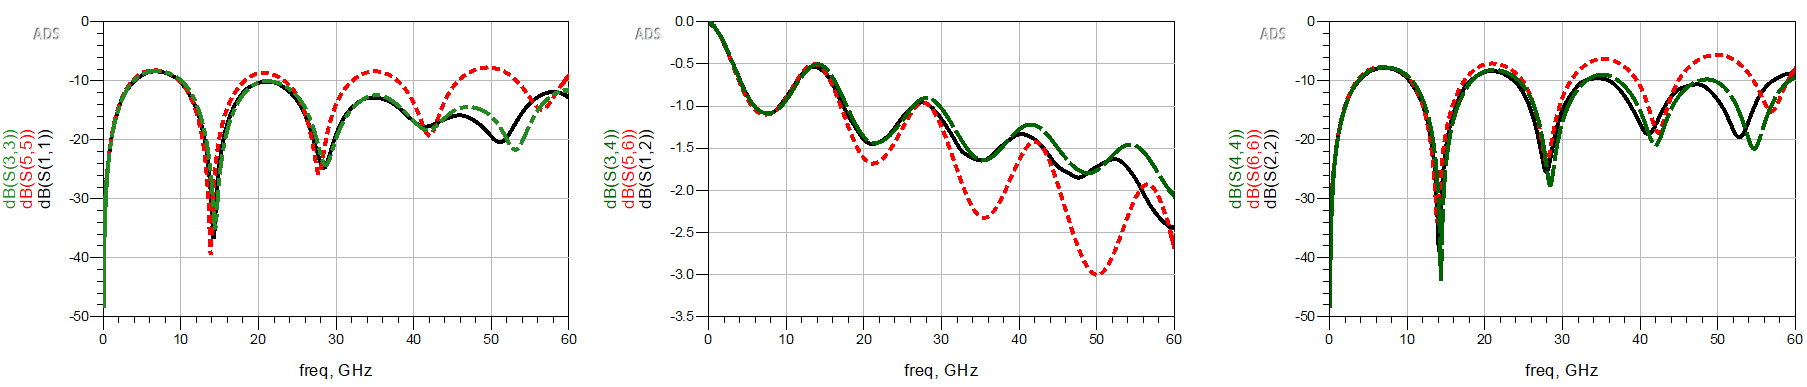 ADS
0
-10
-20
-30
-40
-50
0 10 20 30 40 50 60
freq, GHz
dB(S(3,3))
dB(S(5,5))
dB(S(1,1))
ADS
0.0
-0.5
-1.0
-1.5
-2.0
-2.5
-3.0
-3.5
0 10 20 30 40 50 60
freq, GHz
dB(S(3,4))
dB(S(5,6))
dB(S(1,2))
ADS
0
-10
-20
-30
-40
-50
0 10 20 30 40 50 60
freq, GHz
dB(S(4,4))
dB(S(6,6))
dB(S(2,2))